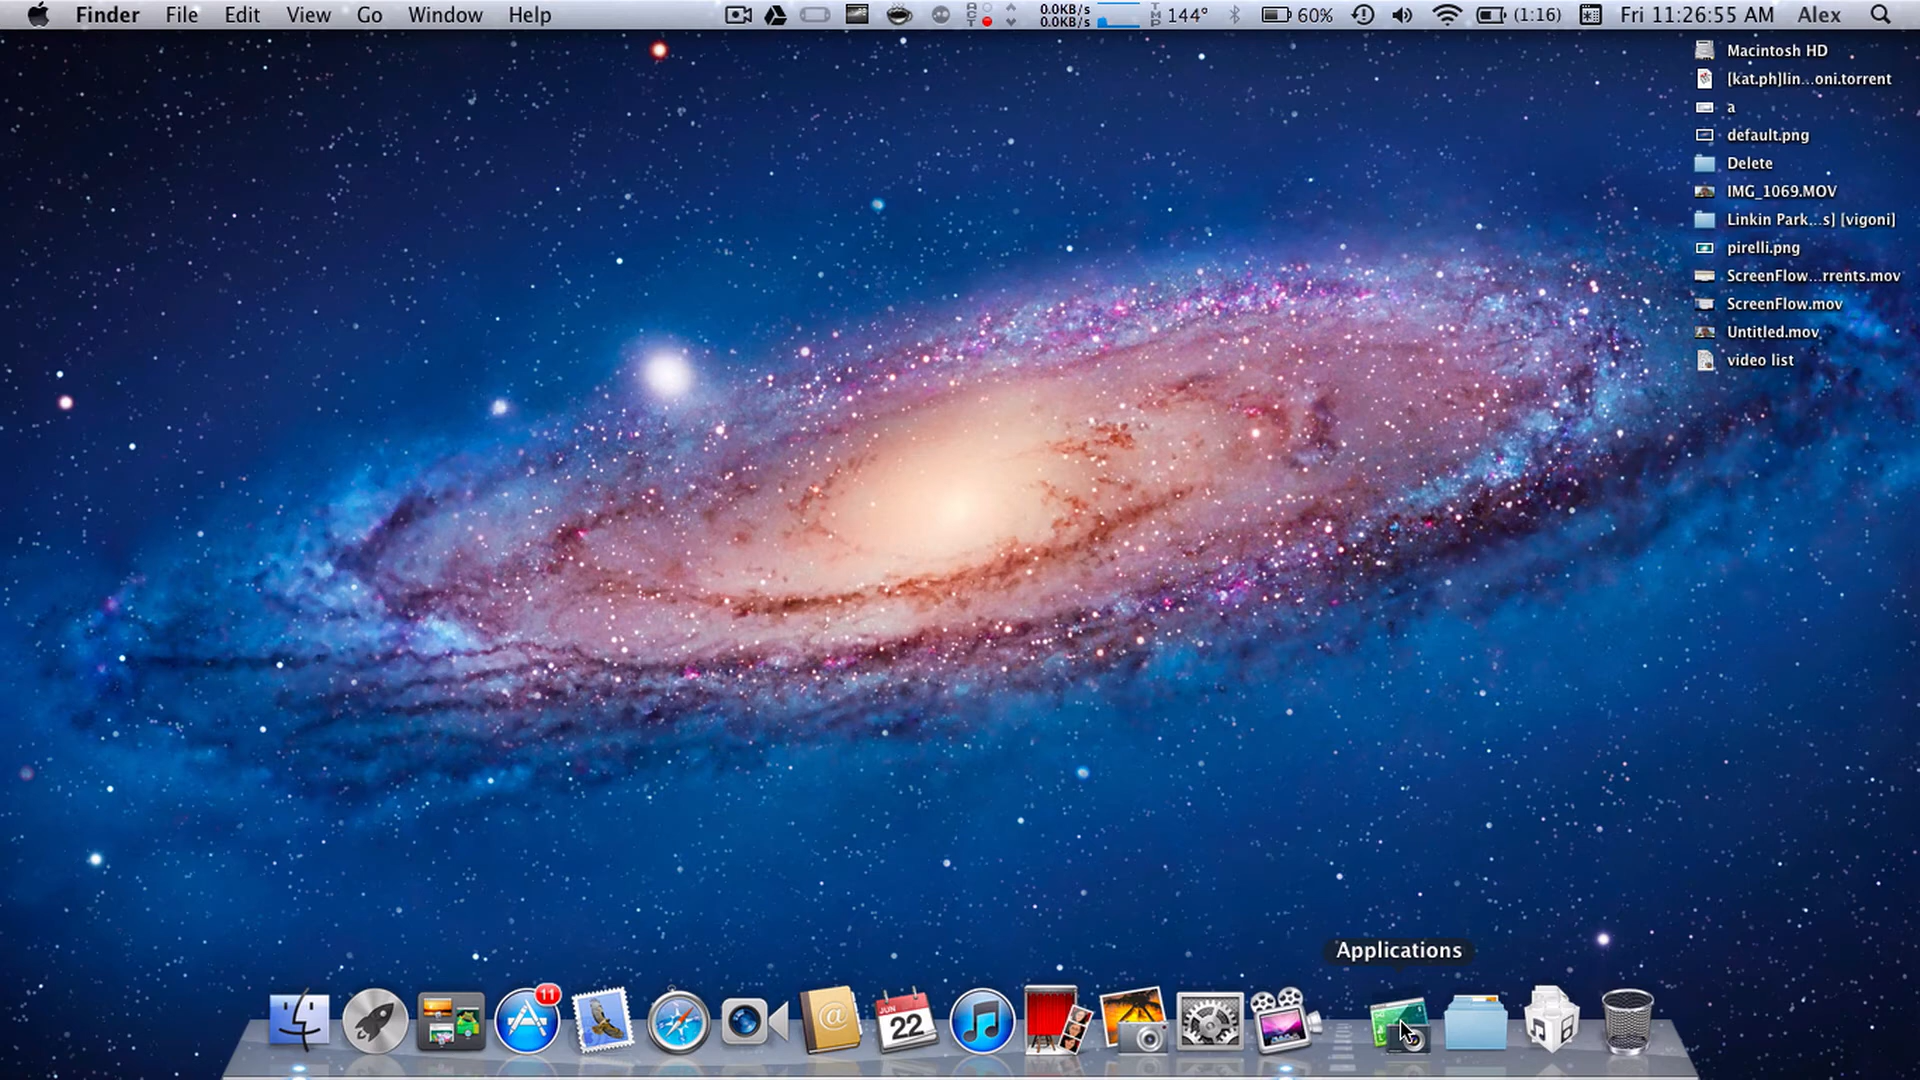 Finder File Edit View Go Window Help 0.0KB/s 0.0KB/s 144° 60% (1:16) Fri 11:26:55 AM Alex
Macintosh HD
[kat.ph]lin...oni.torrent
a
default.png
Delete
IMG_1069.MOV
Linkin Park...s] [vigoni]
pirelli.png
ScreenFlow...rrents.mov
ScreenFlow.mov
Untitled.mov
video list
Applications
11
JUN
22